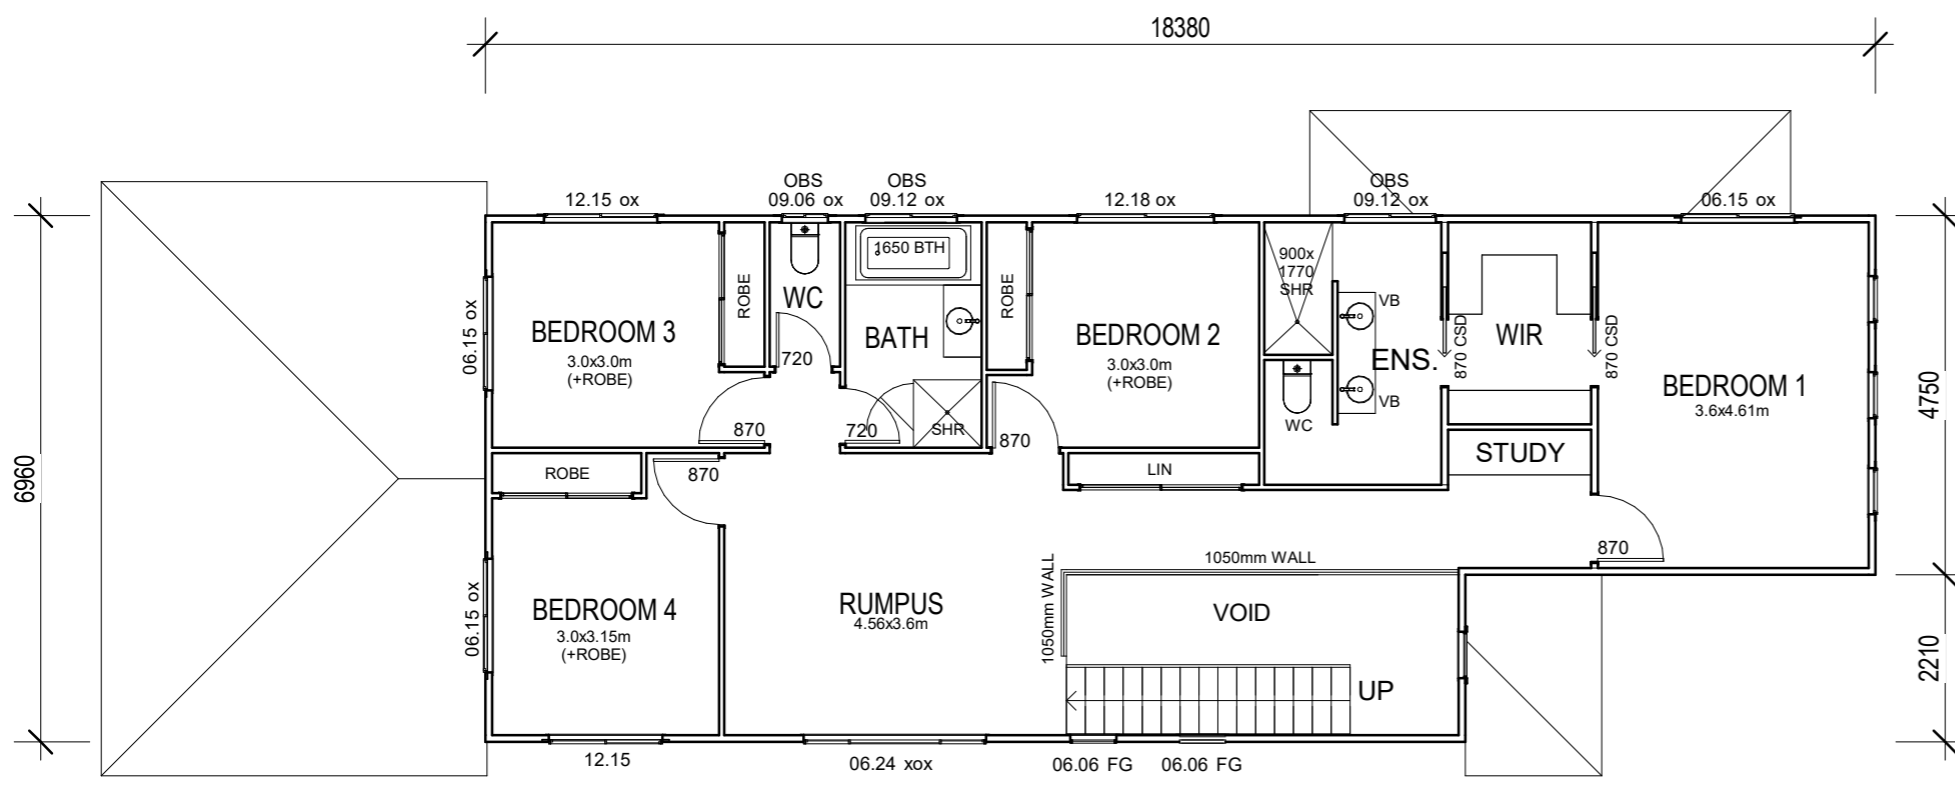 18380
OBS
09.06 ox
OBS
09.12 ox
12.15 ox
12.18 ox
OBS
09.12 ox
06.15 ox
1650 BTH
ROBE
WC
BATH
ROBE
900x
1770
SHR
VB
VB
ENS.
WC
870 CSD
WIR
870 CSD
BEDROOM 3
3.0x3.0m
(+ROBE)
06.15 ox
720
870
720
SHR
BEDROOM 2
3.0x3.0m
(+ROBE)
870
BEDROOM 1
3.6x4.61m
4750
6960
ROBE
870
LIN
STUDY
870
1050mm WALL
1050mm WALL
BEDROOM 4
3.0x3.15m
(+ROBE)
06.15 ox
RUMPUS
4.56x3.6m
VOID
UP
2210
12.15
06.24 xox
06.06 FG
06.06 FG